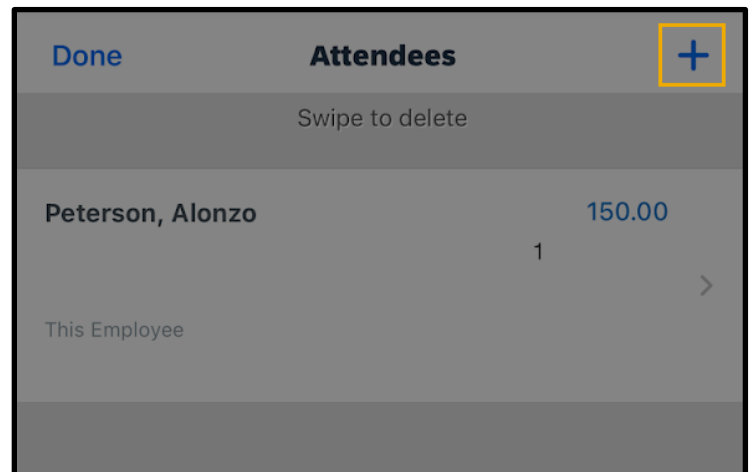 Done Attendees +
Swipe to delete
Peterson, Alonzo 150.00
1
This Employee